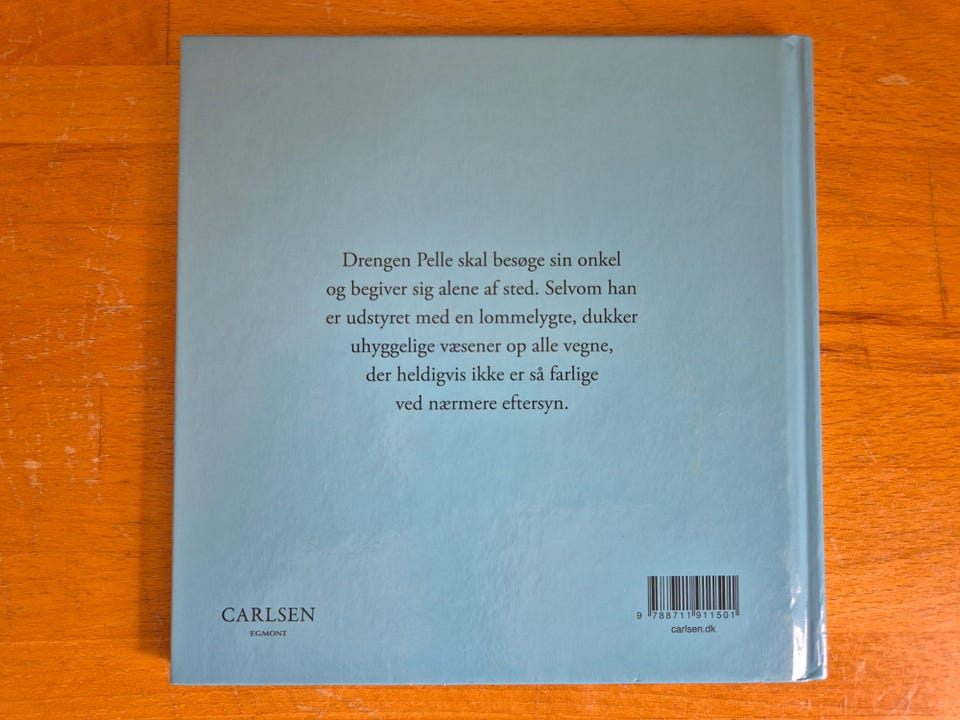 Drengen Pelle skal besøge sin onkel
og begiver sig alene af sted. Selvom han
er udstyret med en lommelygte, dukker
uhyggelige væsener op alle vegne,
der heldigvis ikke er så farlige
ved nærmere eftersyn.
CARLSEN
EGMONT
9 788711 911501
carlsen.dk